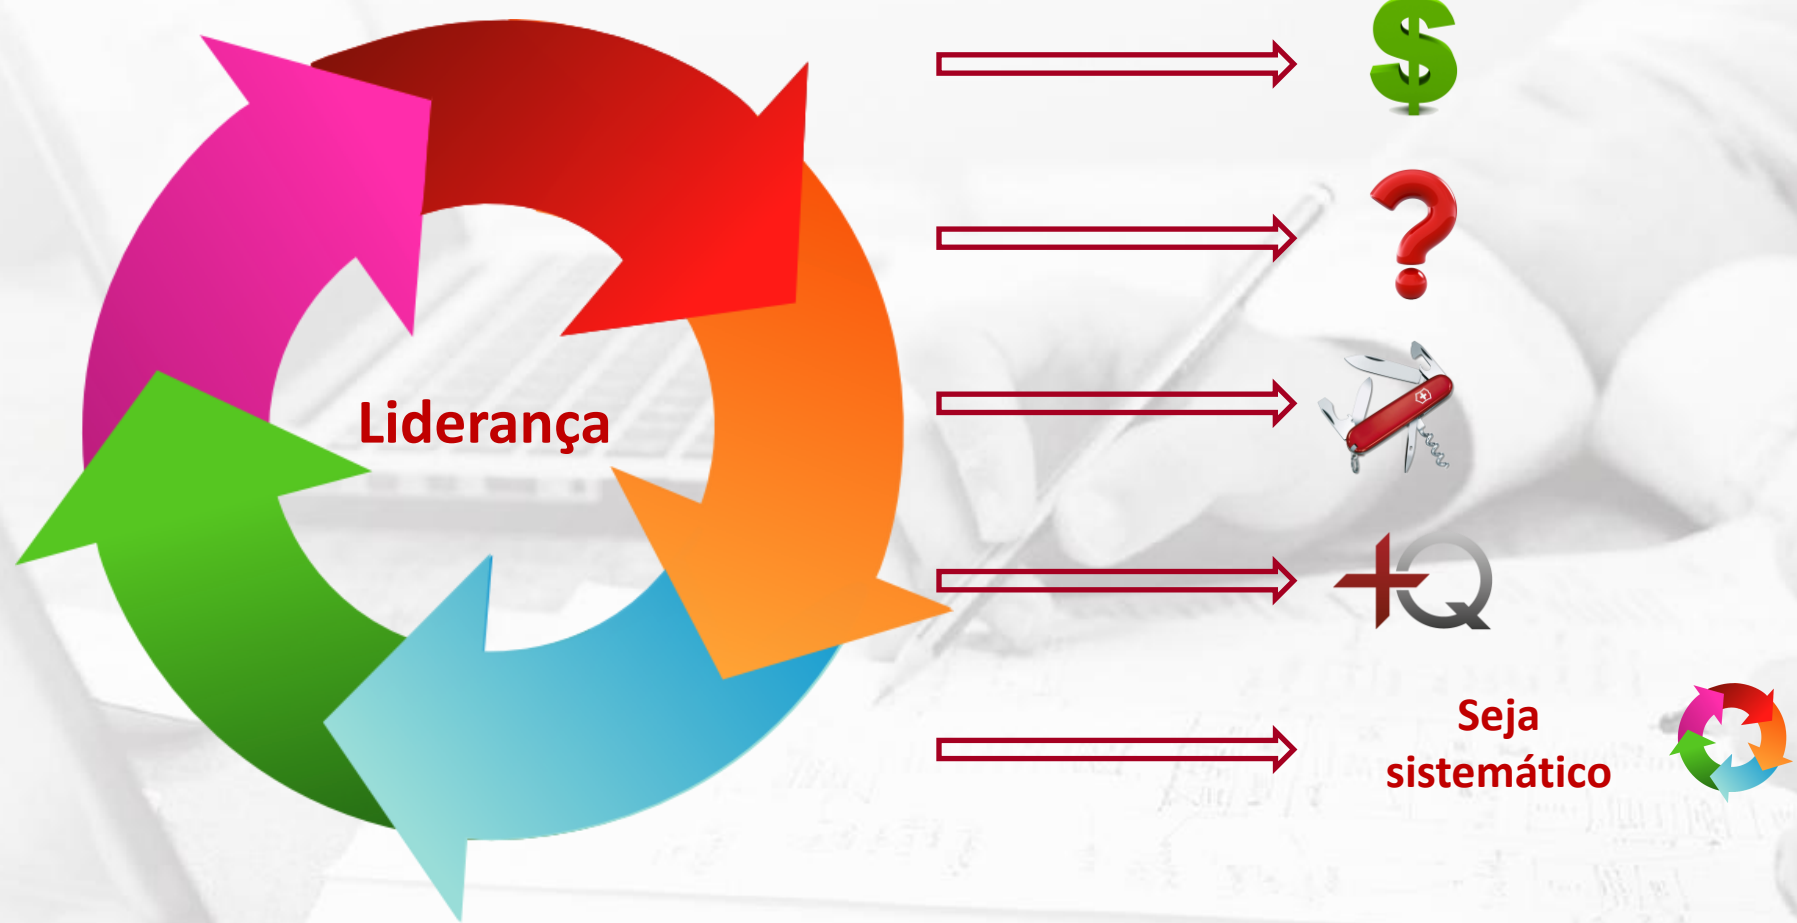 Liderança
$
?
+Q
Seja
sistemático